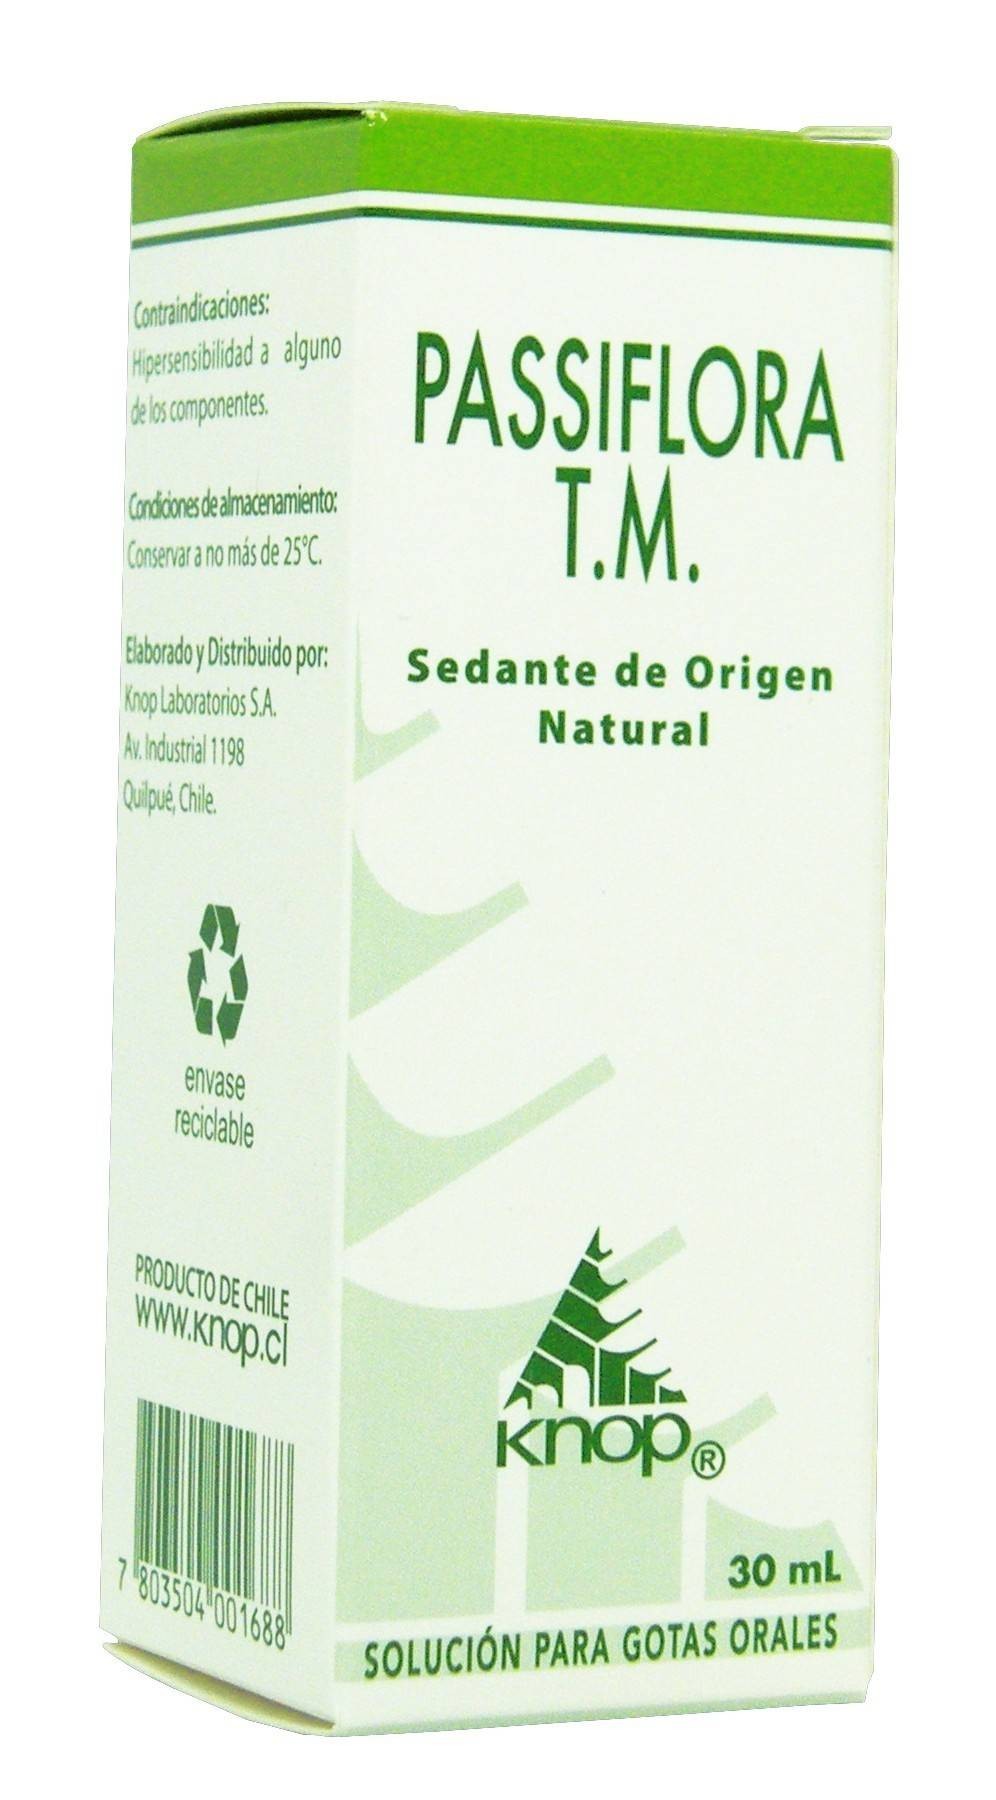 Contraindicaciones:
Hipersensibilidad a alguno
de los componentes.
Condiciones de almacenamiento:
Conservar a no más de 25°C.
Elaborado y Distribuido por:
Knop Laboratorios S.A.
Av. Industrial 1198
Quilpué, Chile.
envase
reciclable
PRODUCTO DE CHILE
www.knop.cl
7 803504 001688
PASSIFLORA
T.M.
Sedante de Origen
Natural
knop®
30 mL
SOLUCIÓN PARA GOTAS ORALES